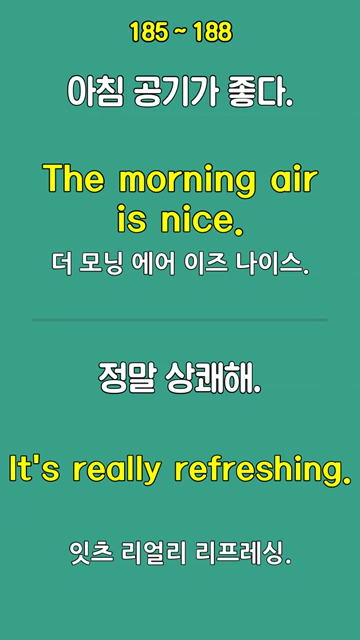 185 ~ 188
아침 공기가 좋다.
The morning air
is nice.
더 모닝 에어 이즈 나이스.
정말 상쾌해.
It's really refreshing.
잇츠 리얼리 리프레싱.